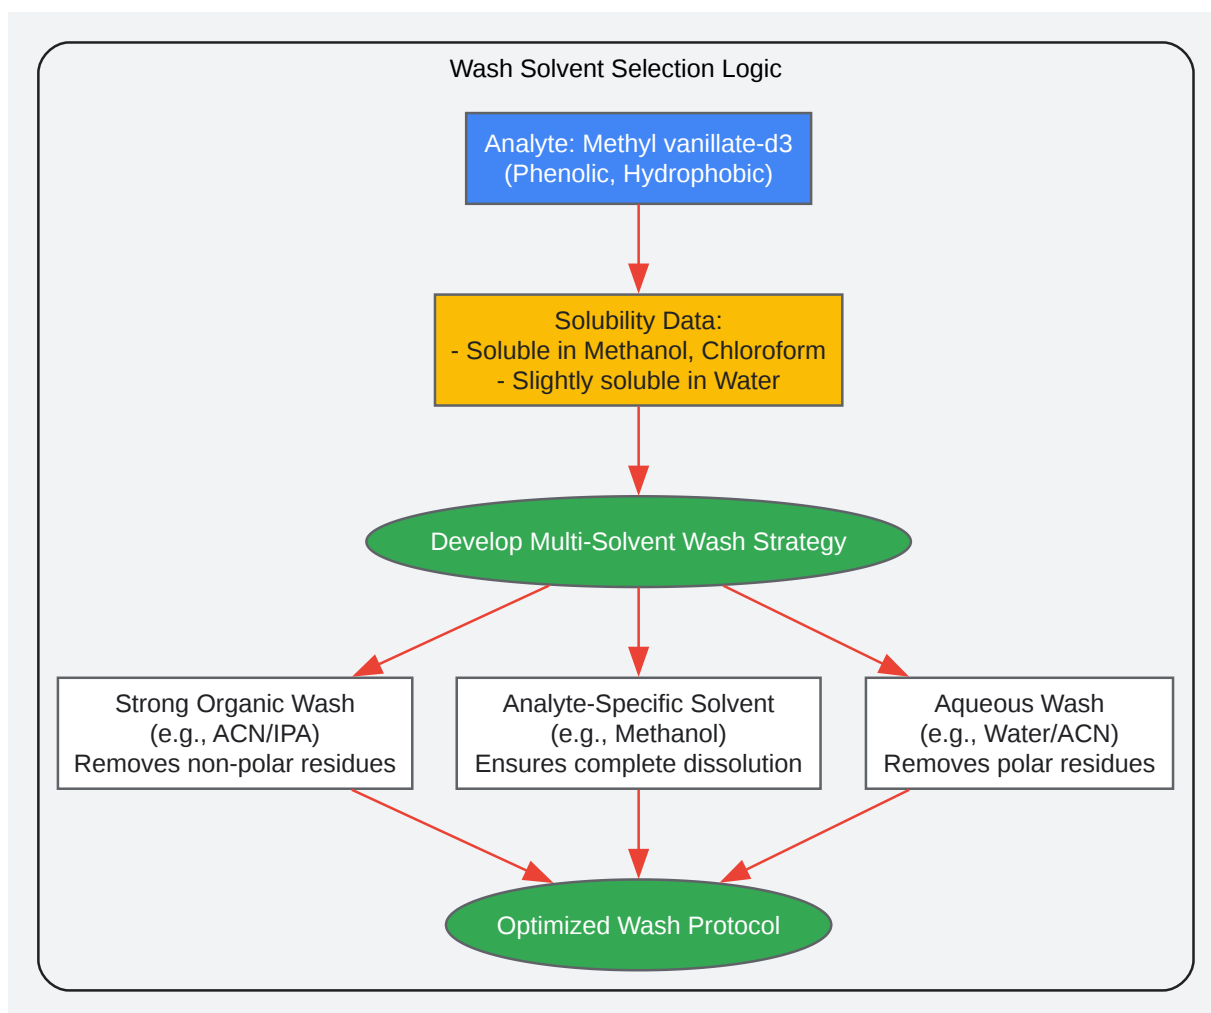 Wash Solvent Selection Logic
Analyte: Methyl vanillate-d3
(Phenolic, Hydrophobic)
Solubility Data:
- Soluble in Methanol, Chloroform
- Slightly soluble in Water
Develop Multi-Solvent Wash Strategy
Strong Organic Wash
(e.g., ACN/IPA)
Removes non-polar residues
Analyte-Specific Solvent
(e.g., Methanol)
Ensures complete dissolution
Aqueous Wash
(e.g., Water/ACN)
Removes polar residues
Optimized Wash Protocol